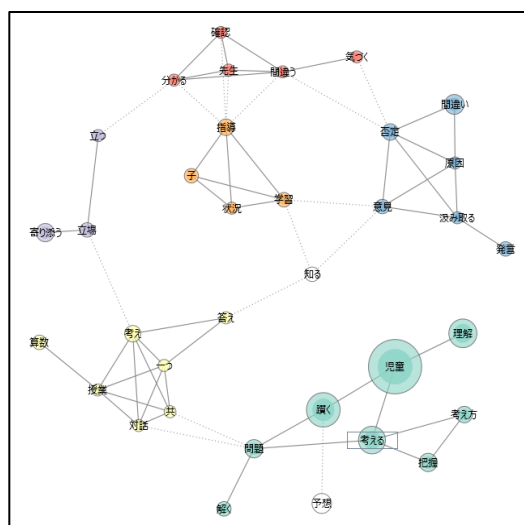 確認
先生
分かる
間違う
気づく
間違い
指導
否定
立つ
原因
子
学習
状況
意見
汲み取る
寄り添う
立場
発言
知る
答え
考え
理解
算数
一つ
児童
授業
共
躓く
考え方
対話
考える
問題
把握
予想
解く